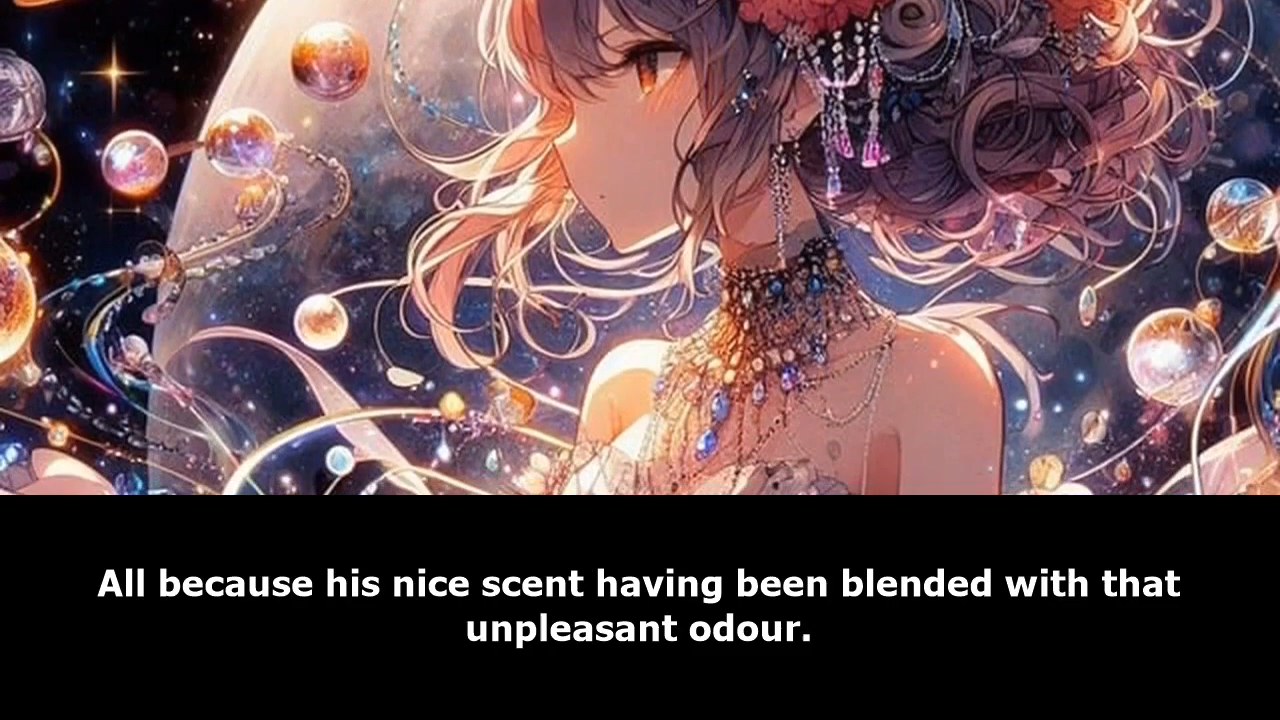 All because his nice scent having been blended with that
unpleasant odour.